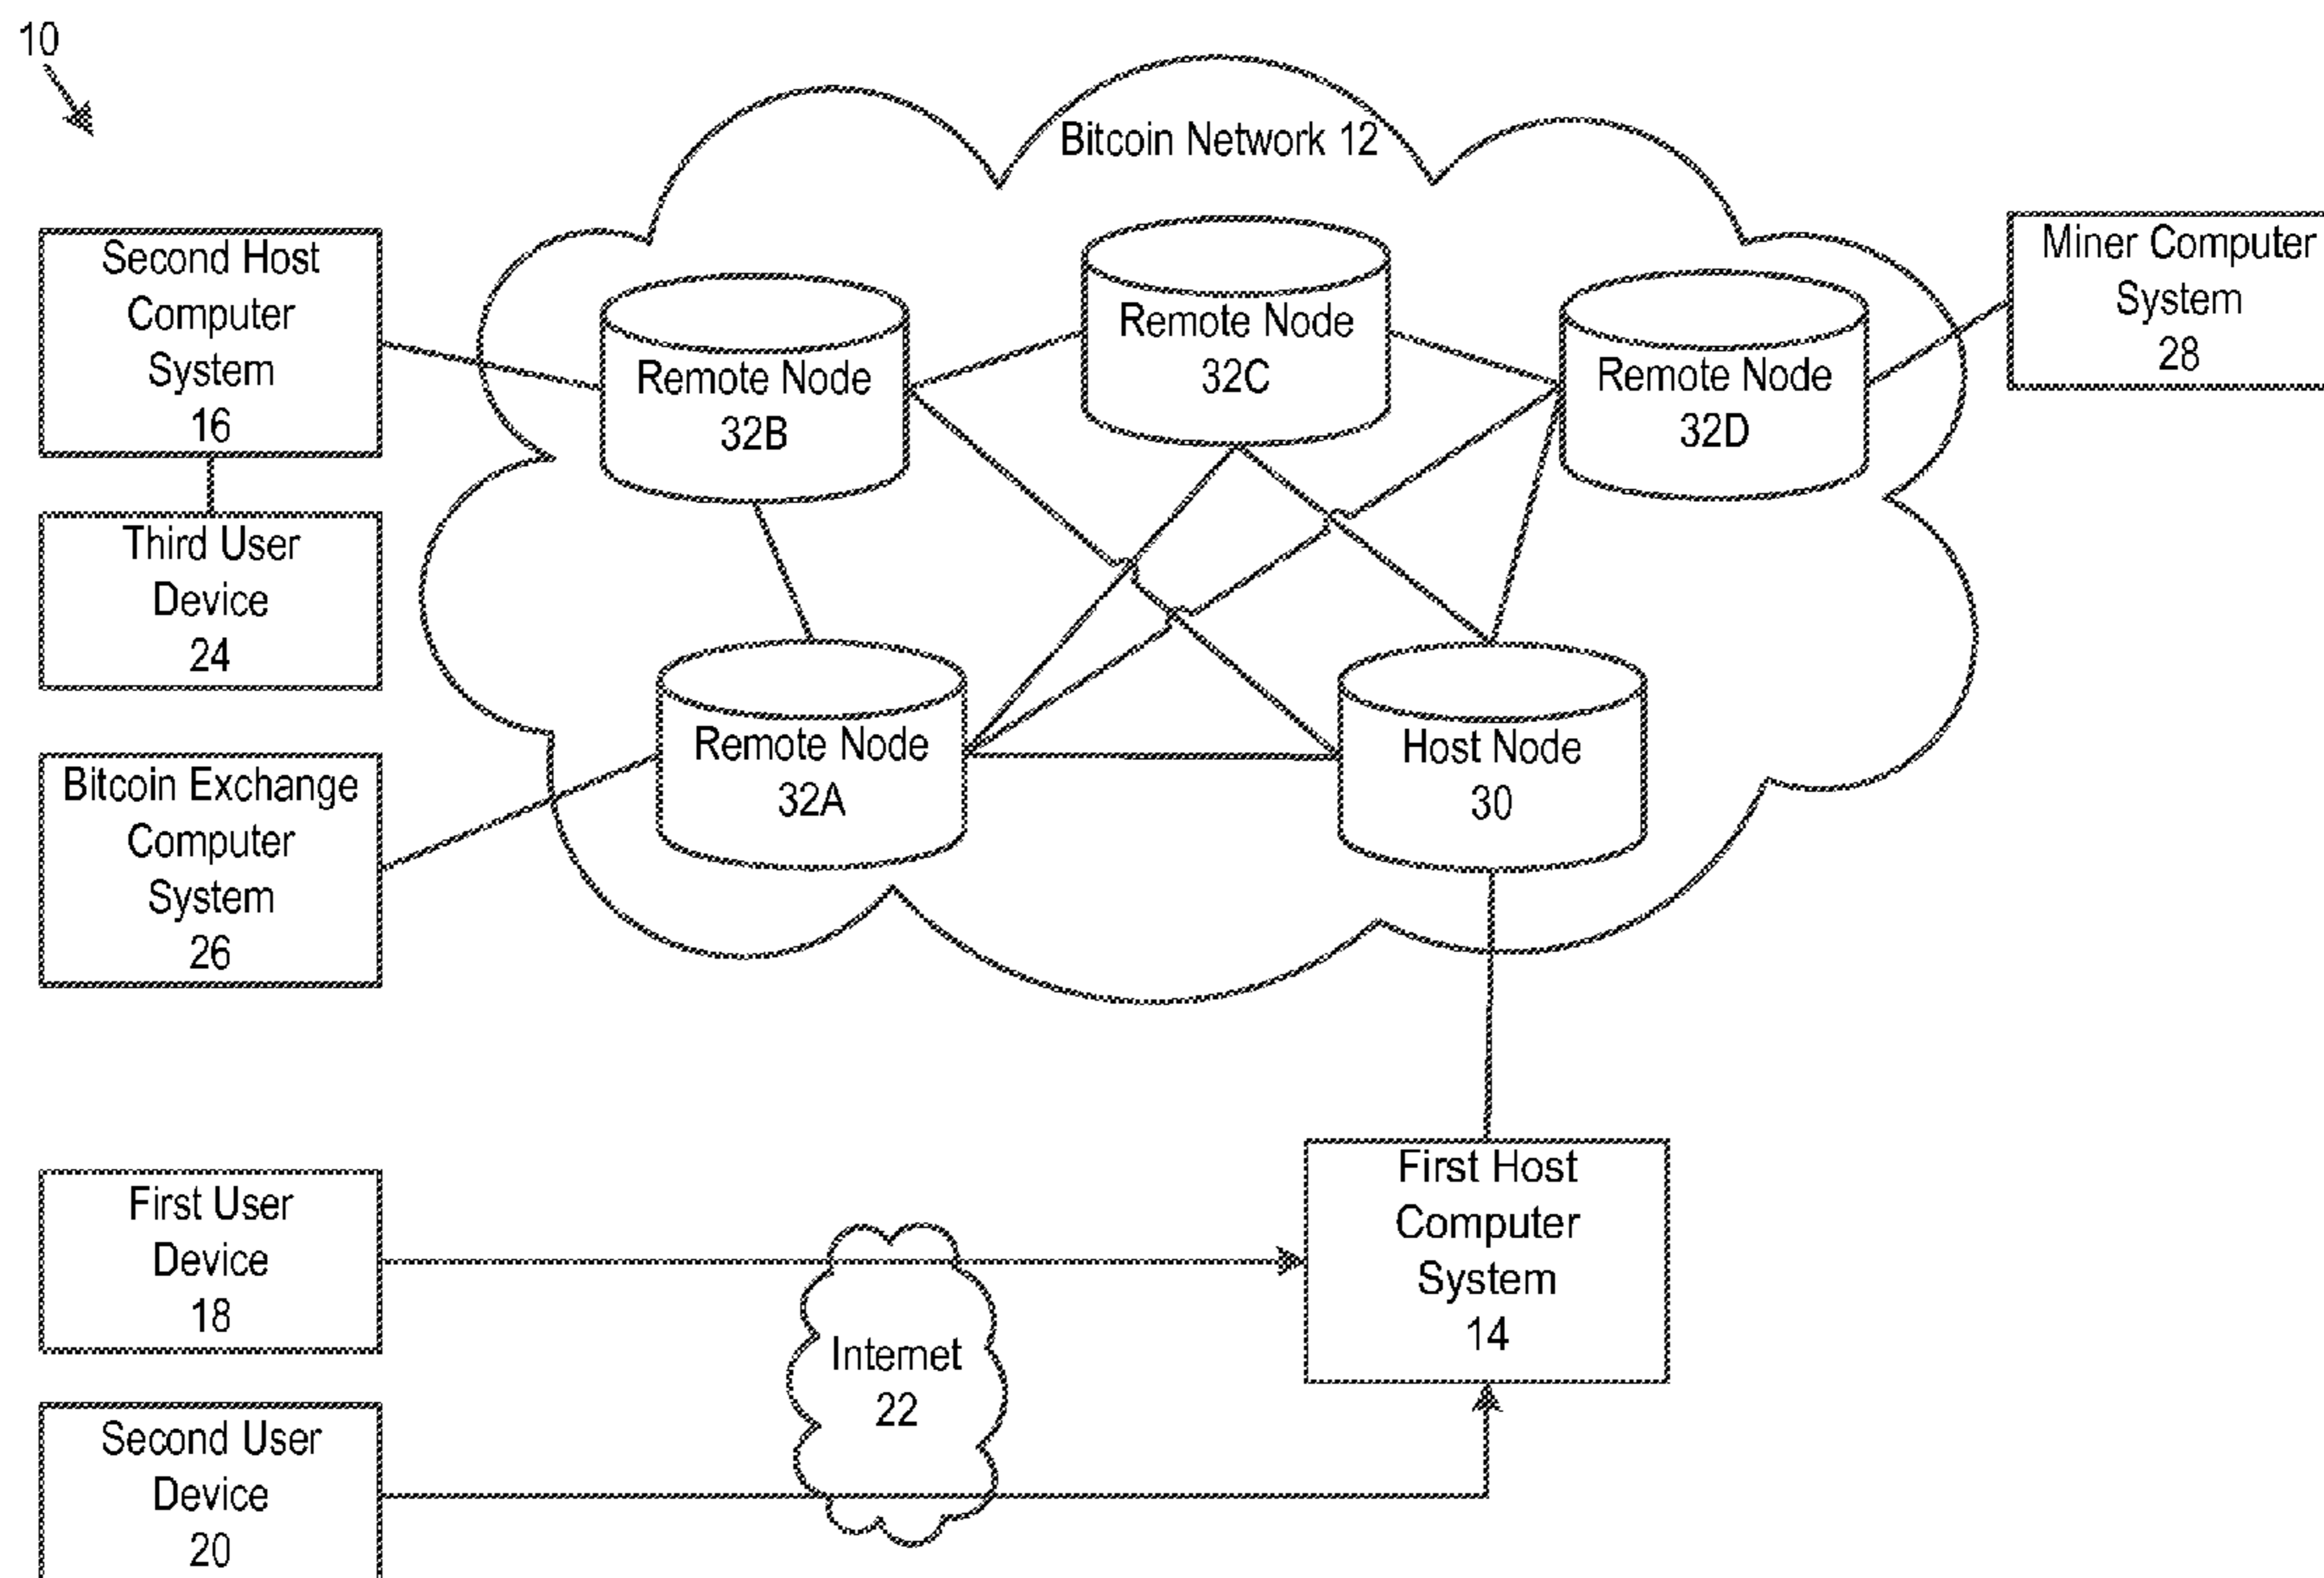 10
Bitcoin Network 12
Second Host
Computer
System
16
Remote Node
32B
Remote Node
32C
Remote Node
32D
Miner Computer
System
28
Third User
Device
24
Bitcoin Exchange
Computer
System
26
Remote Node
32A
Host Node
30
First User
Device
18
Internet
22
First Host
Computer
System
14
Second User
Device
20